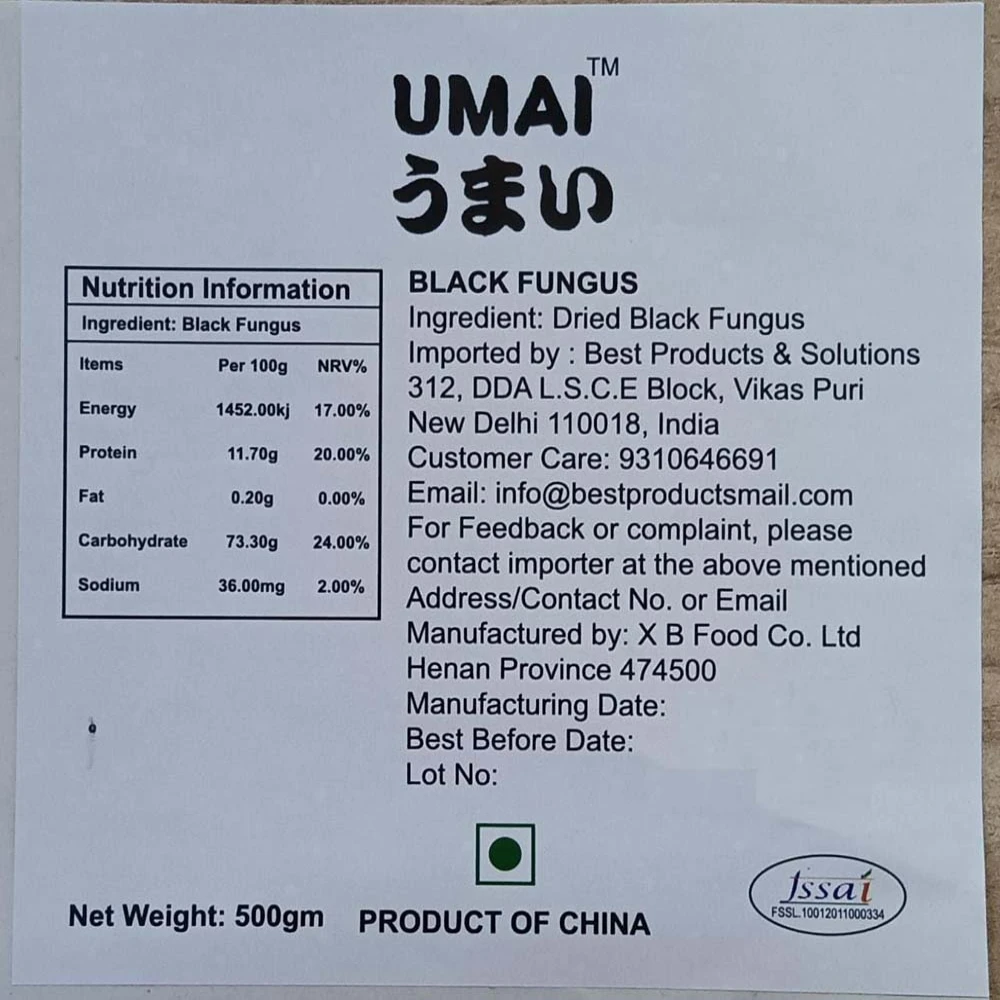 UMAI™
うまい
Nutrition Information
Ingredient: Black Fungus
Items Per 100g NRV%
Energy 1452.00kj 17.00%
Protein 11.70g 20.00%
Fat 0.20g 0.00%
Carbohydrate 73.30g 24.00%
Sodium 36.00mg 2.00%
BLACK FUNGUS
Ingredient: Dried Black Fungus
Imported by : Best Products & Solutions
312, DDA L.S.C.E Block, Vikas Puri
New Delhi 110018, India
Customer Care: 9310646691
Email: info@bestproductsmail.com
For Feedback or complaint, please
contact importer at the above mentioned
Address/Contact No. or Email
Manufactured by: X B Food Co. Ltd
Henan Province 474500
Manufacturing Date:
Best Before Date:
Lot No:
Net Weight: 500gm
PRODUCT OF CHINA
fssai
FSSL.10012011000334